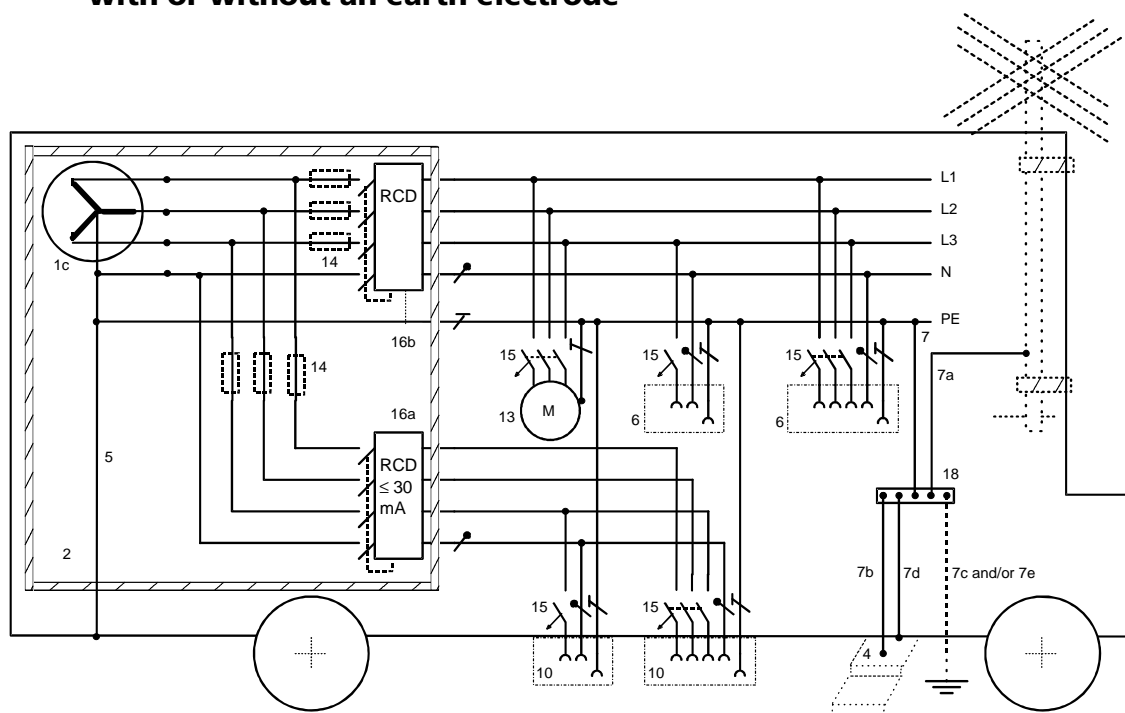 with or without an earth electrode
L1
RCD
L2
L3
1c
14
N
PE
16b
7
15
15
15
7a
14
16a
13
M
6
6
5
RCD
≤ 30
mA
18
2
7b
7d
7c and/or 7e
15
15
4
10
10